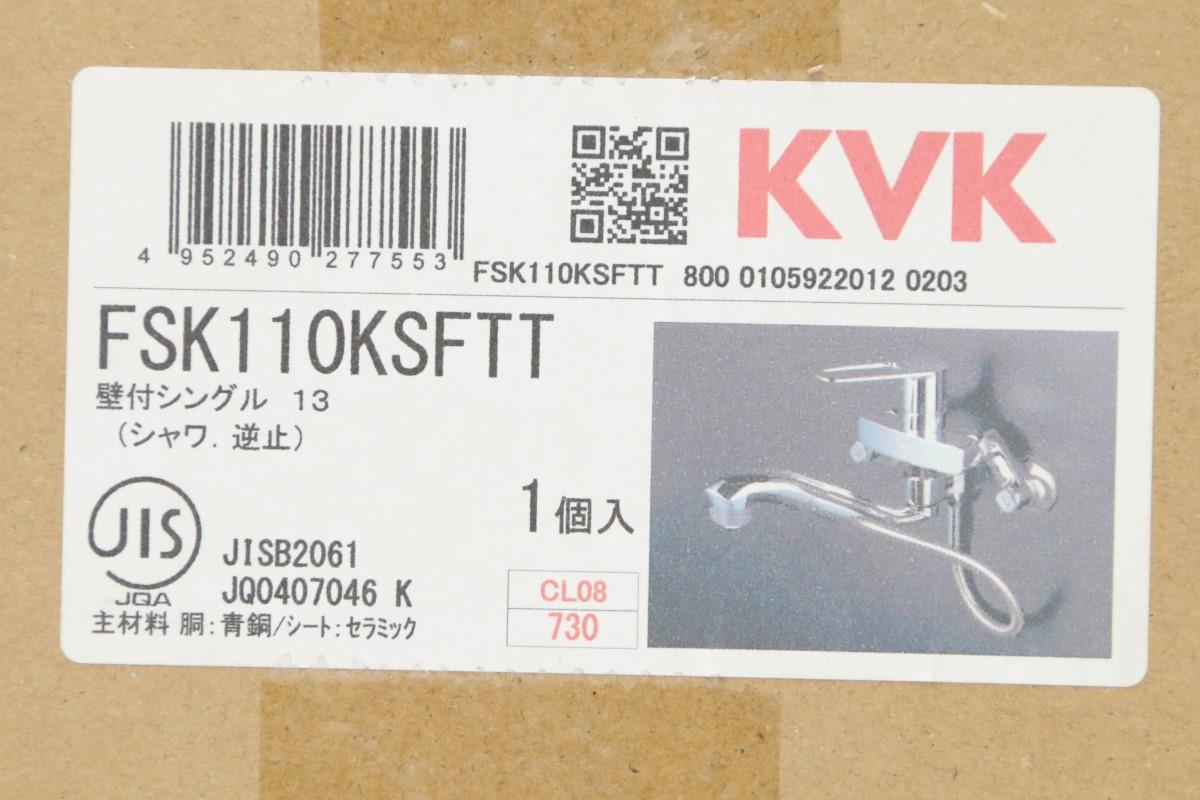 KVK
4 952490 277553
FSK110KSFTT 800 0105922012 0203
FSK110KSFTT
壁付シングル 13
(シャワ. 逆止)
1個入
JIS
JQA
JISB2061
JQ0407046 K
CL08
730
主材料 胴:青銅/シート:セラミック